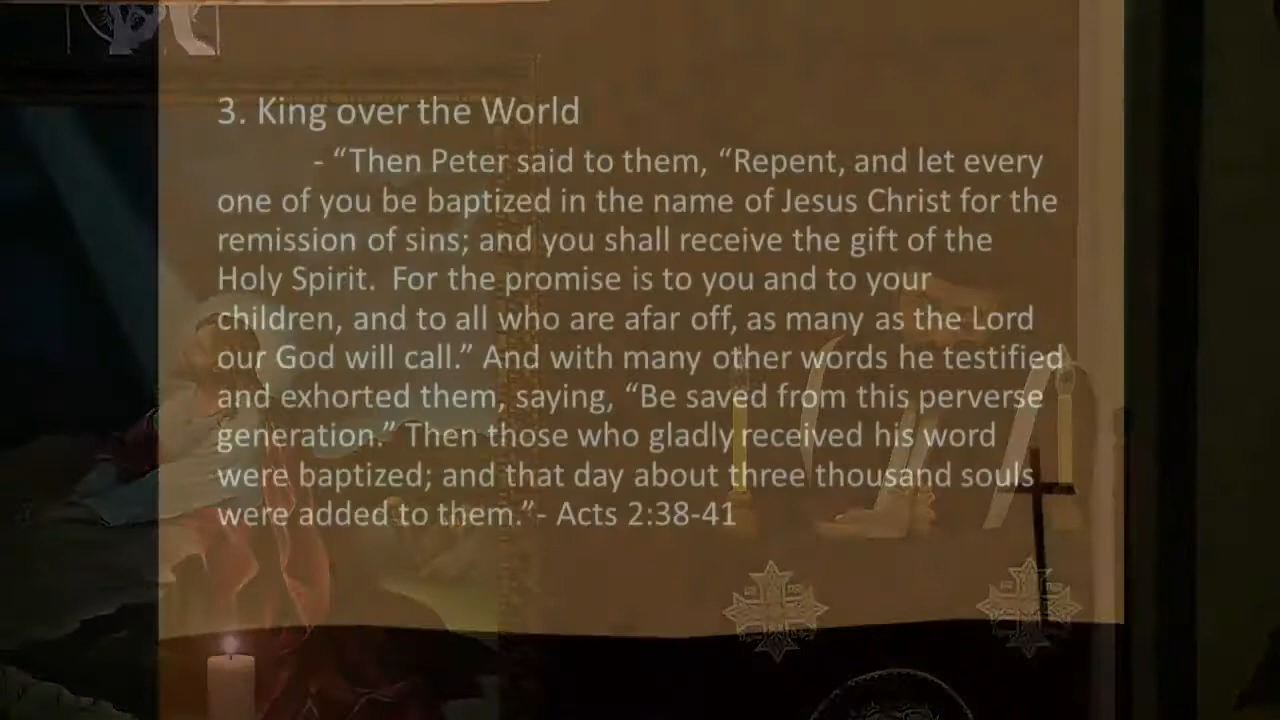 3. King over the World
- “Then Peter said to them, “Repent, and let every
one of you be baptized in the name of Jesus Christ for the
remission of sins; and you shall receive the gift of the
Holy Spirit.  For the promise is to you and to your
children, and to all who are afar off, as many as the Lord
our God will call.” And with many other words he testified
and exhorted them, saying, “Be saved from this perverse
generation.” Then those who gladly received his word
were baptized; and that day about three thousand souls
were added to them.”- Acts 2:38-41